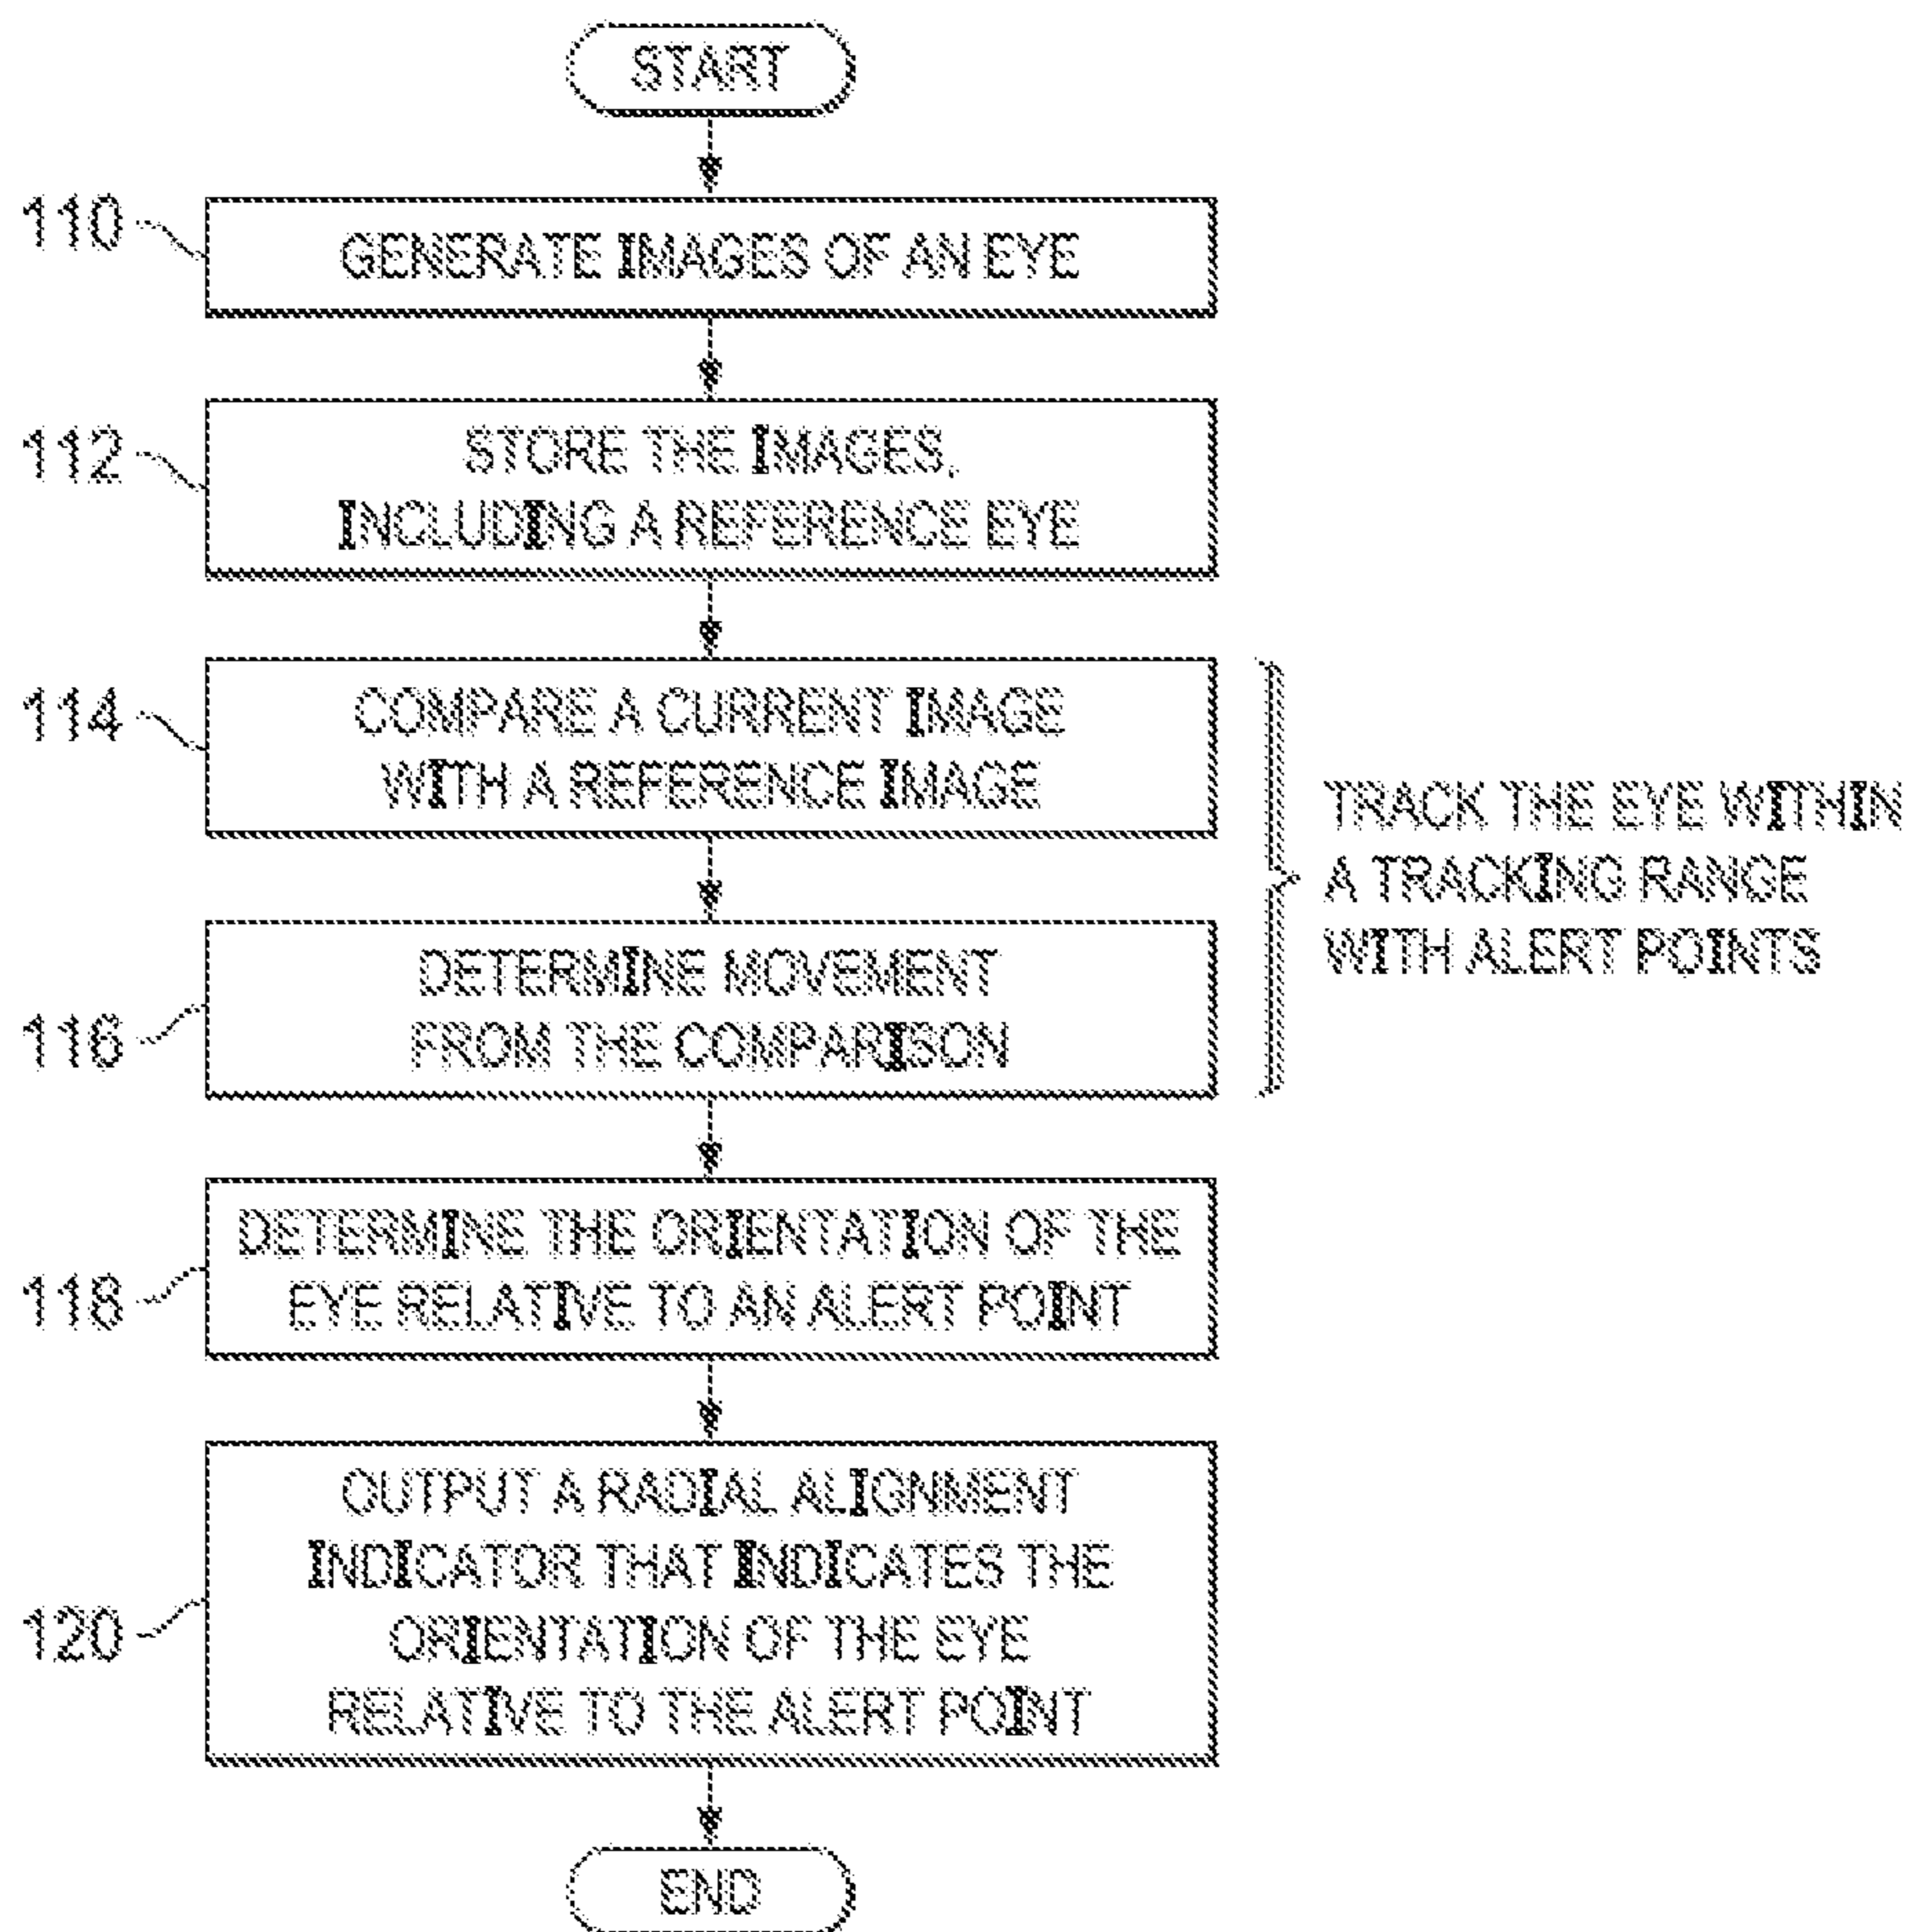 START
110
GENERATE IMAGES OF AN EYE
112
STORE THE IMAGES,
INCLUDING A REFERENCE EYE
114
COMPARE A CURRENT IMAGE
WITH A REFERENCE IMAGE
TRACK THE EYE WITHIN
A TRACKING RANGE
WITH ALERT POINTS
116
DETERMINE MOVEMENT
FROM THE COMPARISON
118
DETERMINE THE ORIENTATION OF THE
EYE RELATIVE TO AN ALERT POINT
120
OUTPUT A RADIAL ALIGNMENT
INDICATOR THAT INDICATES THE
ORIENTATION OF THE EYE
RELATIVE TO THE ALERT POINT
END